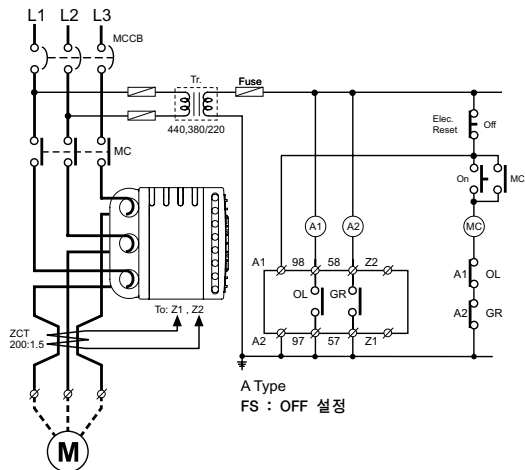 L1 L2 L3
MCCB
Tr.
Fuse
440,380/220
Elec.
Reset
Off
MC
On
MC
A1
A2
MC
A1 98 58 Z2
OL GR
A1 OL
A2 GR
A2 97 57 Z1
To: Z1 , Z2
ZCT
200:1.5
A Type
FS : OFF 설정
M